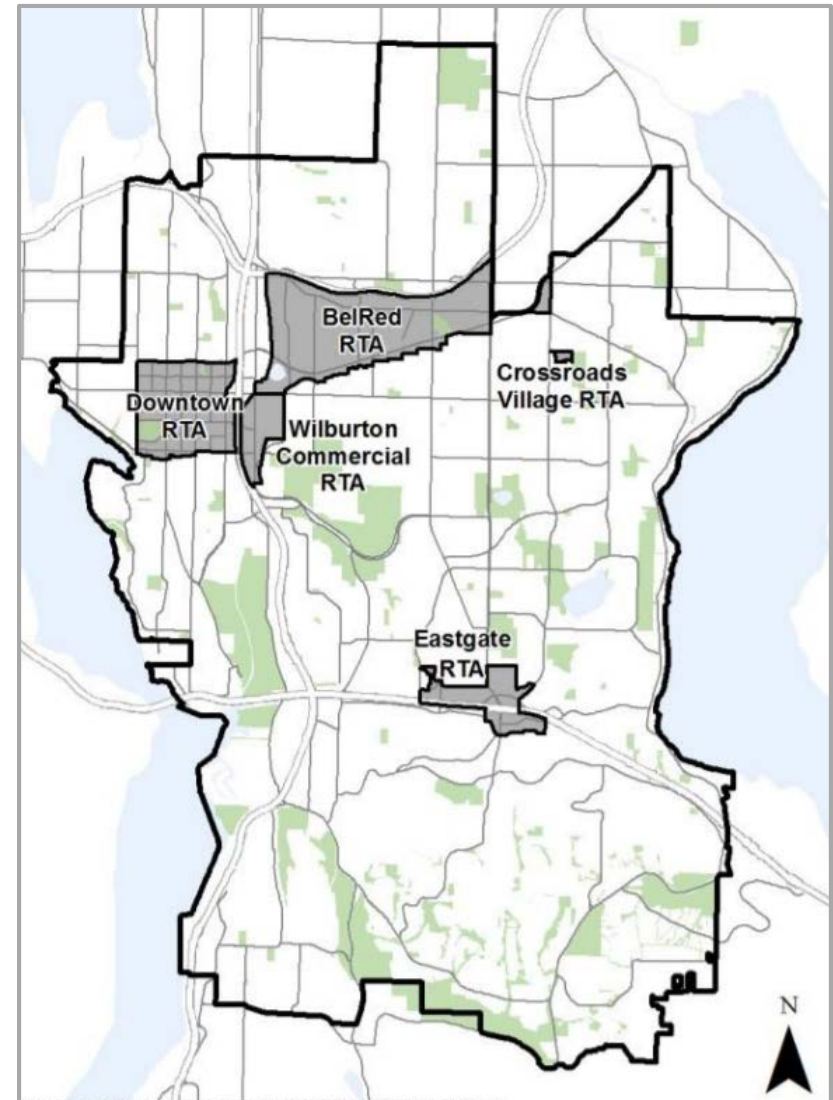 BelRed
RTA
Crossroads
Village RTA
Downtown
RTA
Wilburton
Commercial
RTA
Eastgate
RTA
N